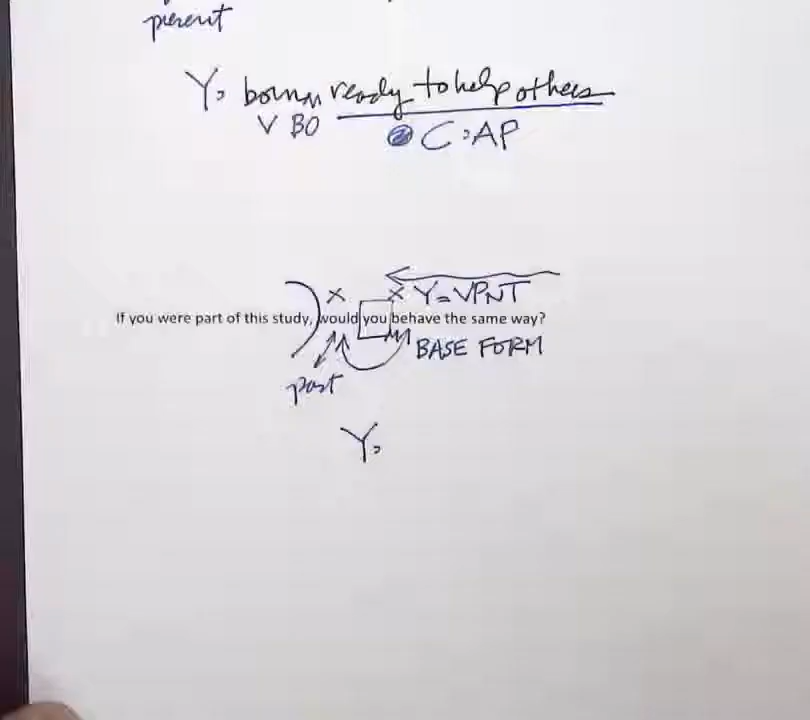 present
Y: born ready to help others
V BO C:AP
x x Y=VPNT
If you were part of this study, would you behave the same way?
BASE FORM
past
Y: